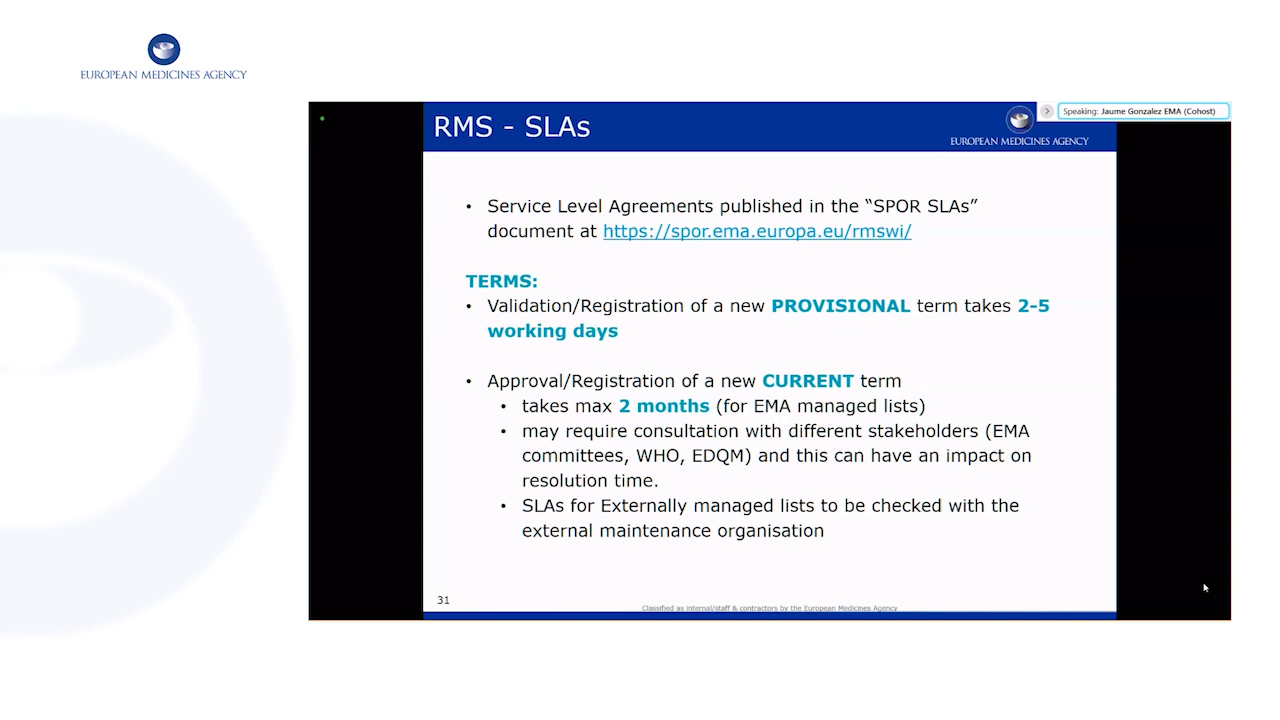 EUROPEAN MEDICINES AGENCY
Speaking: Jaume Gonzalez EMA (Cohost)
RMS - SLAs
EUROPEAN MEDICINES AGENCY
• Service Level Agreements published in the “SPOR SLAs”
document at https://spor.ema.europa.eu/rmswi/
TERMS:
• Validation/Registration of a new PROVISIONAL term takes 2-5
working days
• Approval/Registration of a new CURRENT term
• takes max 2 months (for EMA managed lists)
• may require consultation with different stakeholders (EMA
committees, WHO, EDQM) and this can have an impact on
resolution time.
• SLAs for Externally managed lists to be checked with the
external maintenance organisation
31
Classified as internal/staff & contractors by the European Medicines Agency